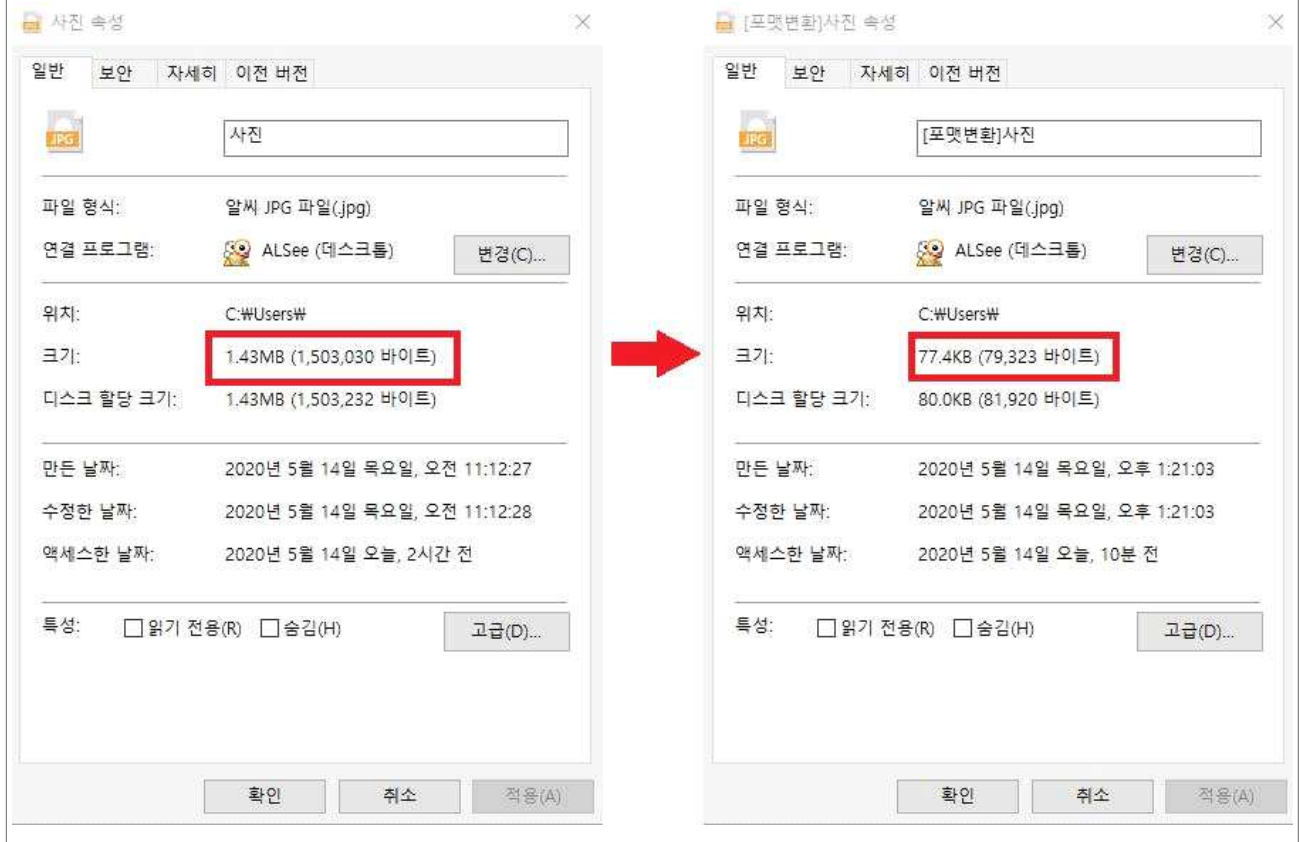 사진 속성
일반 보안 자세히 이전 버전
JPG
사진
파일 형식: 알씨 JPG 파일(.jpg)
연결 프로그램: ALSee (데스크톱) 변경(C)...
위치: C:₩Users₩
크기: 1.43MB (1,503,030 바이트)
디스크 할당 크기: 1.43MB (1,503,232 바이트)
만든 날짜: 2020년 5월 14일 목요일, 오전 11:12:27
수정한 날짜: 2020년 5월 14일 목요일, 오전 11:12:28
액세스한 날짜: 2020년 5월 14일 오늘, 2시간 전
특성: 읽기 전용(R) 숨김(H) 고급(D)...
확인 취소 적용(A)
[포맷변환]사진 속성
일반 보안 자세히 이전 버전
JPG
[포맷변환]사진
파일 형식: 알씨 JPG 파일(.jpg)
연결 프로그램: ALSee (데스크톱) 변경(C)...
위치: C:₩Users₩
크기: 77.4KB (79,323 바이트)
디스크 할당 크기: 80.0KB (81,920 바이트)
만든 날짜: 2020년 5월 14일 목요일, 오후 1:21:03
수정한 날짜: 2020년 5월 14일 목요일, 오후 1:21:03
액세스한 날짜: 2020년 5월 14일 오늘, 10분 전
특성: 읽기 전용(R) 숨김(H) 고급(D)...
확인 취소 적용(A)